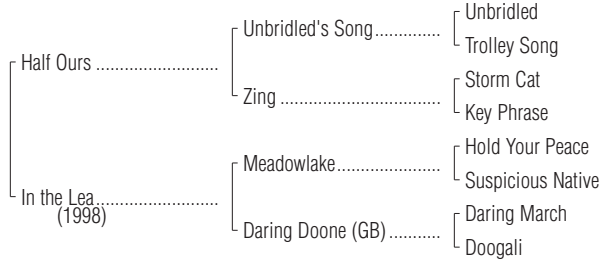 Unbridled
Unbridled's Song..............
Trolley Song
Half Ours ..........................
Storm Cat
Zing ..................................
Key Phrase
Hold Your Peace
Meadowlake......................
Suspicious Native
In the Lea..........................
(1998)
Daring March
Daring Doone (GB) ...........
Doogali